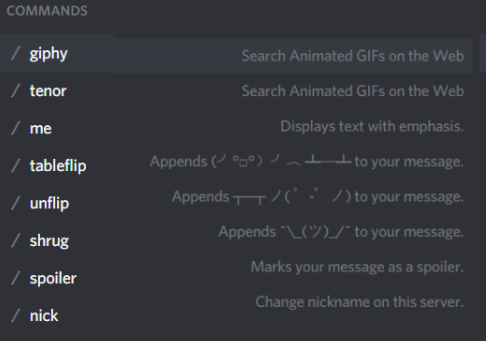 COMMANDS
/ giphy Search Animated GIFs on the Web
/ tenor Search Animated GIFs on the Web
/ me Displays text with emphasis.
/ tableflip Appends (╯°□°）╯︵ ┻━┻ to your message.
/ unflip Appends ┬─┬ ノ( ゜-゜ノ) to your message.
/ shrug Appends ¯\_(ツ)_/¯ to your message.
/ spoiler Marks your message as a spoiler.
/ nick Change nickname on this server.